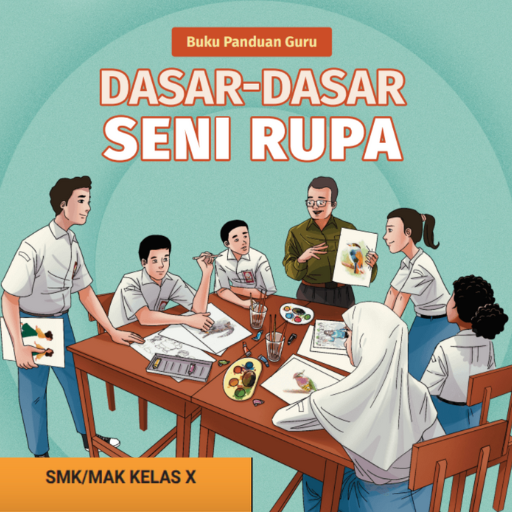 Buku Panduan Guru
DASAR-DASAR
SENI RUPA
SMK/MAK KELAS X